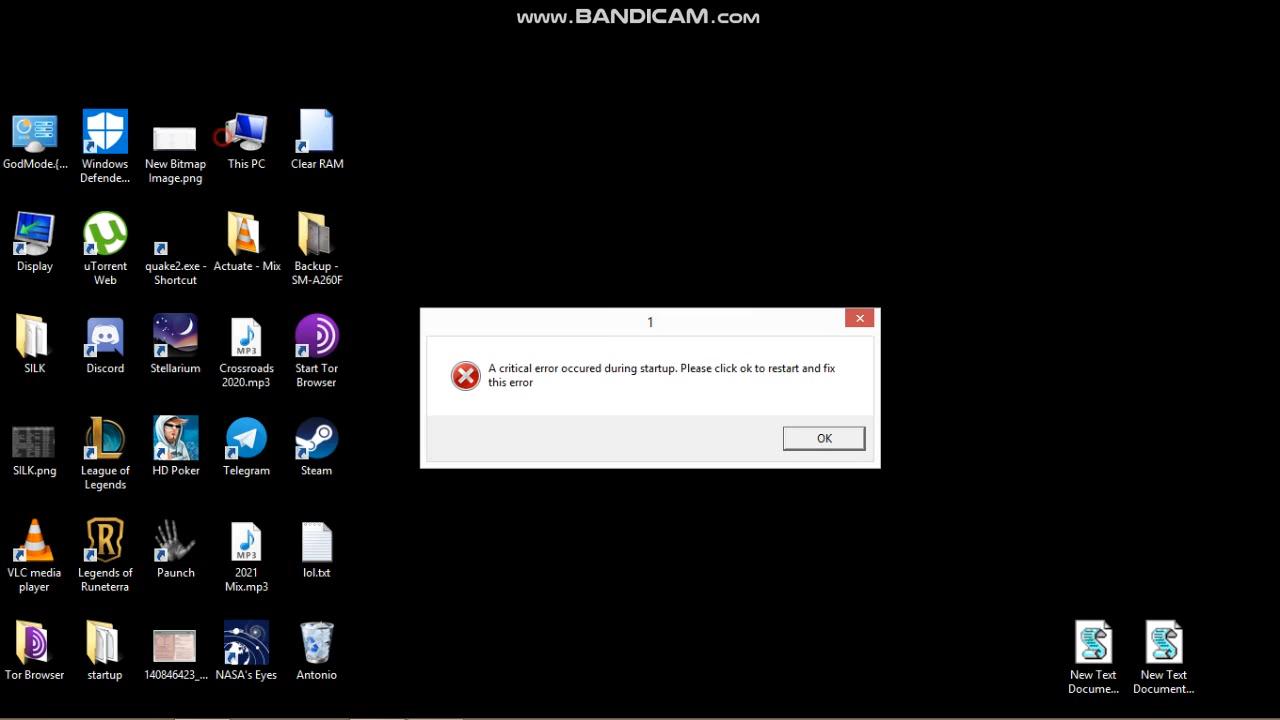 www.BANDICAM.com
GodMode.{...
Windows
Defende...
New Bitmap
Image.png
This PC
Clear RAM
Display
uTorrent
Web
quake2.exe -
Shortcut
Actuate - Mix
Backup -
SM-A260F
1
A critical error occured during startup. Please click ok to restart and fix
this error
OK
SILK
Discord
Stellarium
MP3
Crossroads
2020.mp3
Start Tor
Browser
SILK.png
League of
Legends
HD Poker
Telegram
Steam
VLC media
player
Legends of
Runeterra
Paunch
MP3
2021
Mix.mp3
lol.txt
Tor Browser
startup
140846423_...
NASA's Eyes
Antonio
New Text
Docume...
New Text
Document...